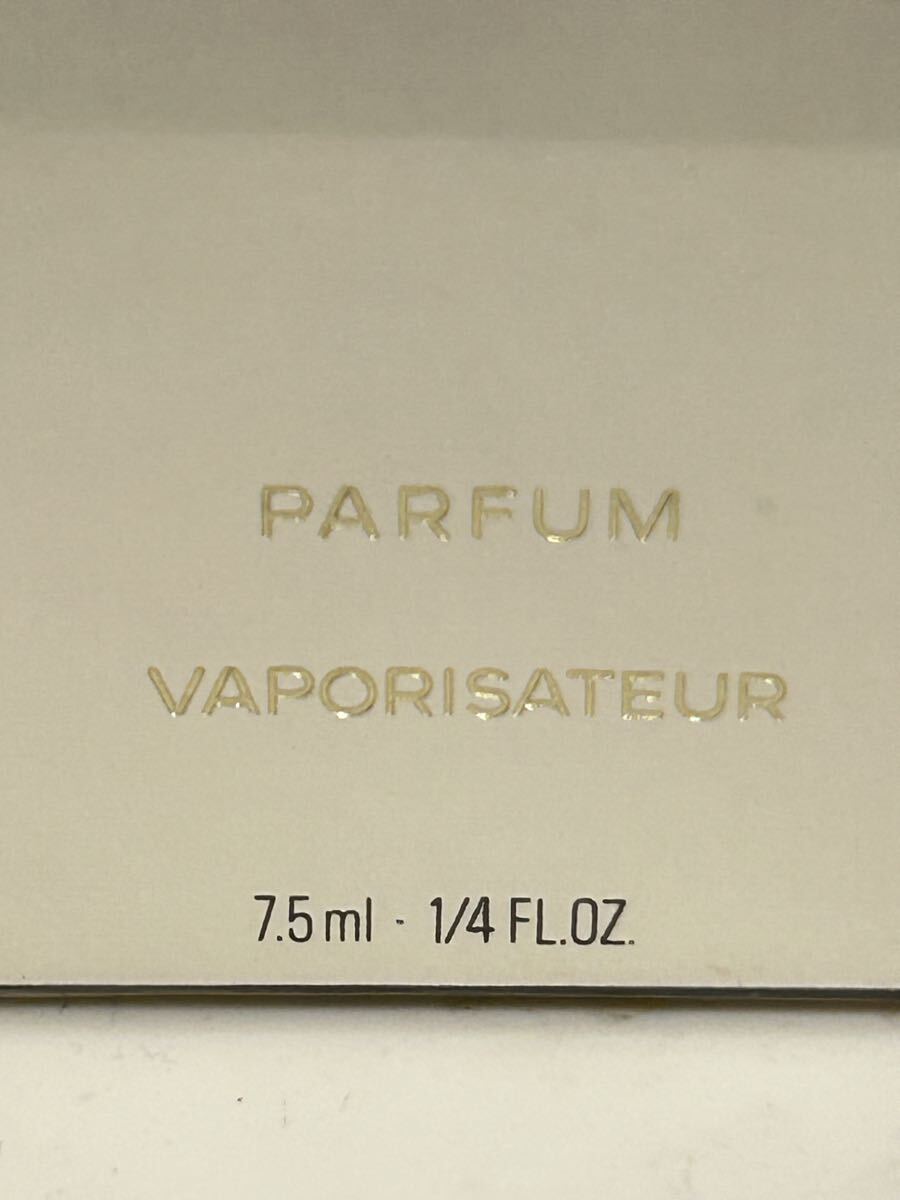 PARFUM
VAPORISATEUR
7.5 ml · 1/4 FL.OZ.